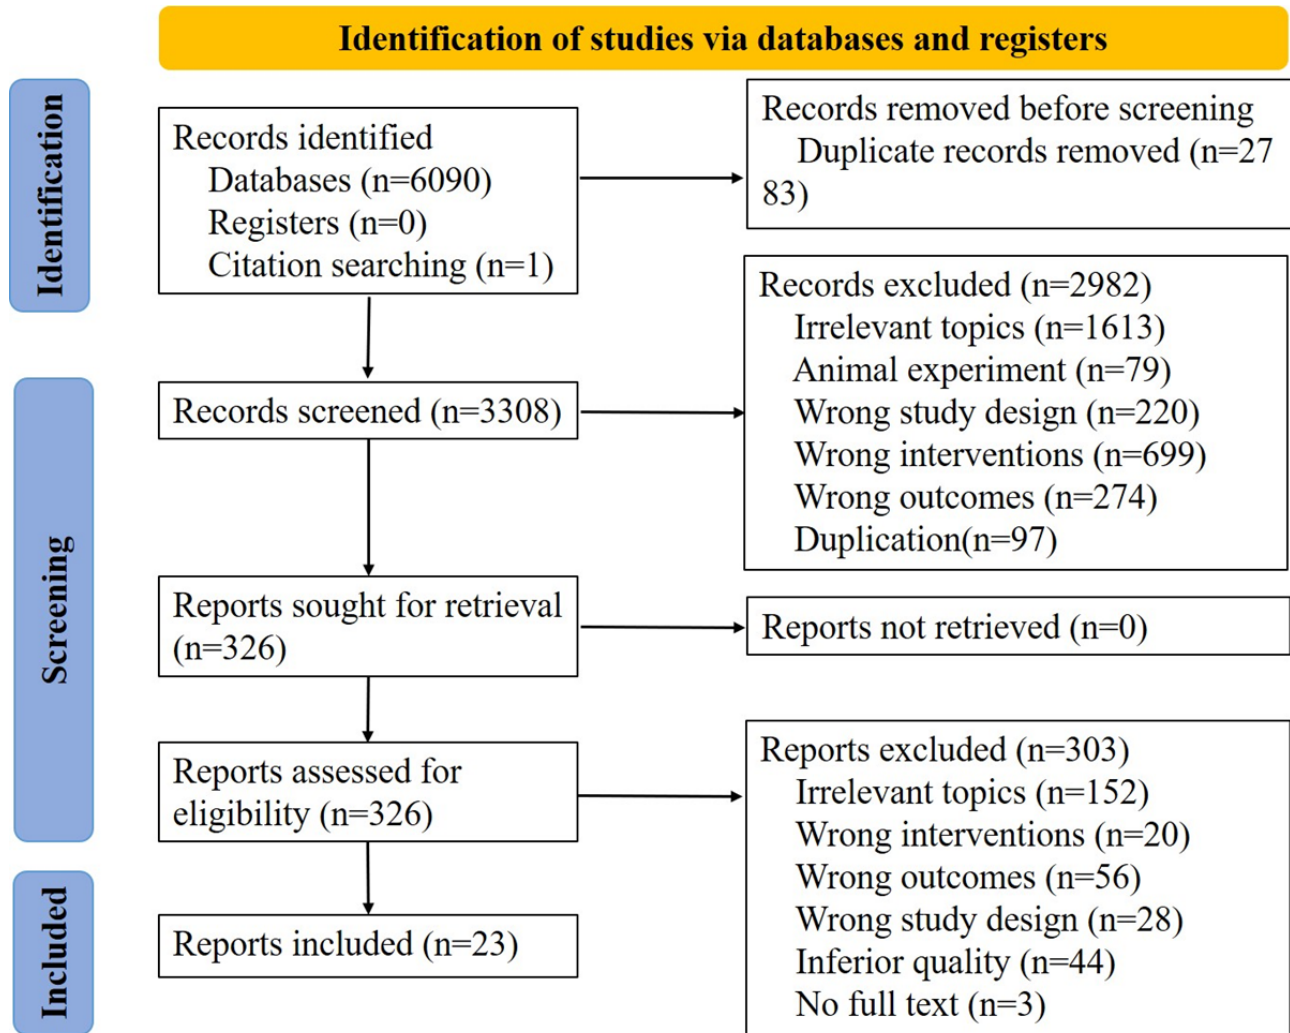 Identification of studies via databases and registers
Identification
Records identified
Databases (n=6090)
Registers (n=0)
Citation searching (n=1)
Records removed before screening
Duplicate records removed (n=27
83)
Screening
Records screened (n=3308)
Records excluded (n=2982)
Irrelevant topics (n=1613)
Animal experiment (n=79)
Wrong study design (n=220)
Wrong interventions (n=699)
Wrong outcomes (n=274)
Duplication(n=97)
Reports sought for retrieval
(n=326)
Reports not retrieved (n=0)
Reports assessed for
eligibility (n=326)
Reports excluded (n=303)
Irrelevant topics (n=152)
Wrong interventions (n=20)
Wrong outcomes (n=56)
Wrong study design (n=28)
Inferior quality (n=44)
No full text (n=3)
Included
Reports included (n=23)